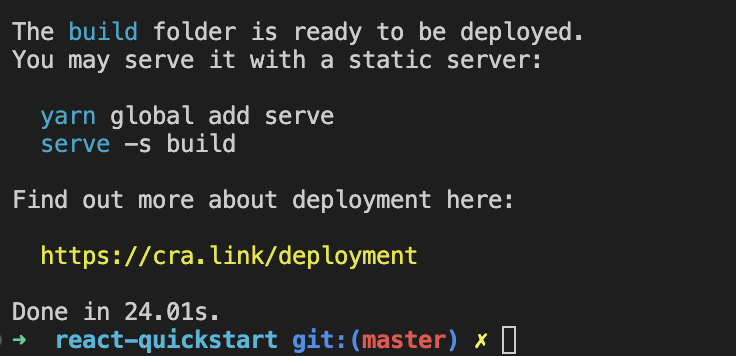 The build folder is ready to be deployed.
You may serve it with a static server:
yarn global add serve
serve -s build
Find out more about deployment here:
https://cra.link/deployment
Done in 24.01s.
➜ react-quickstart git:(master) ✗